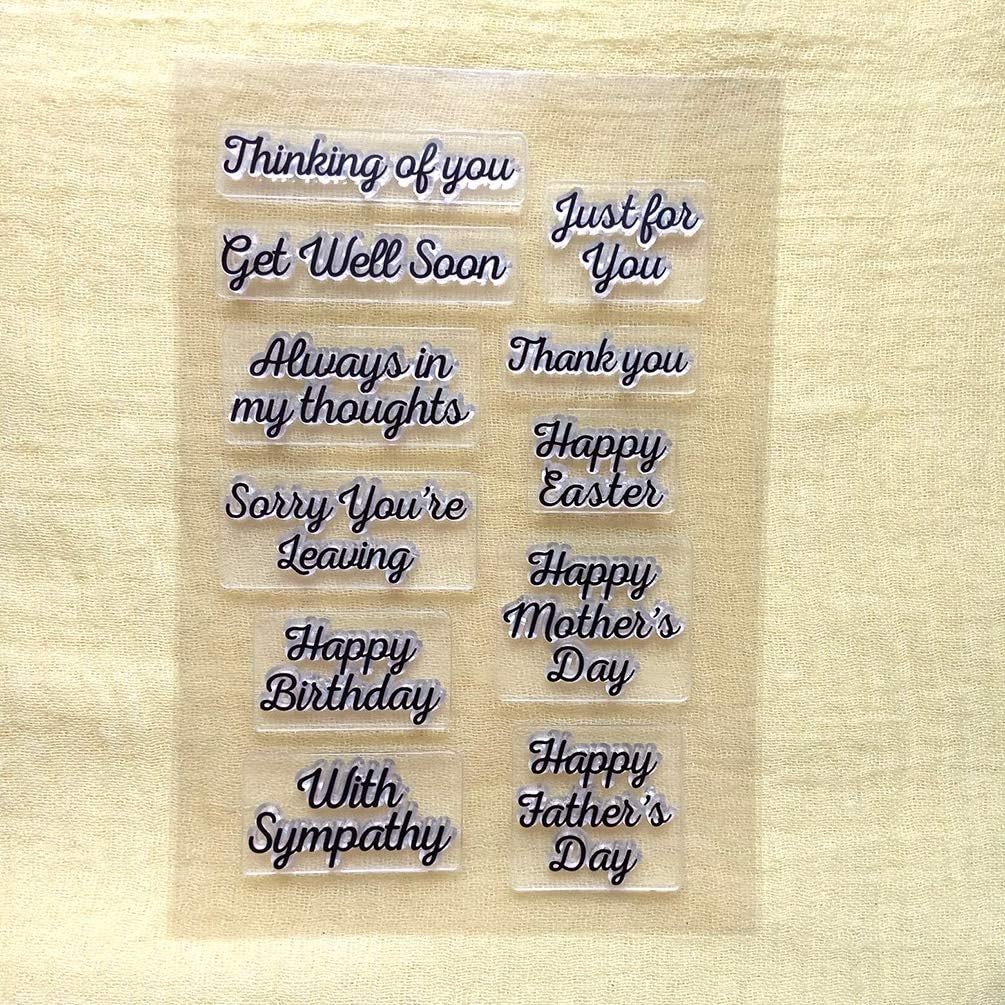 Thinking of you
Get Well Soon
Always in
my thoughts
Sorry You're
Leaving
Happy
Birthday
With
Sympathy
Just for
You
Thank you
Happy
Easter
Happy
Mother's
Day
Happy
Father's
Day